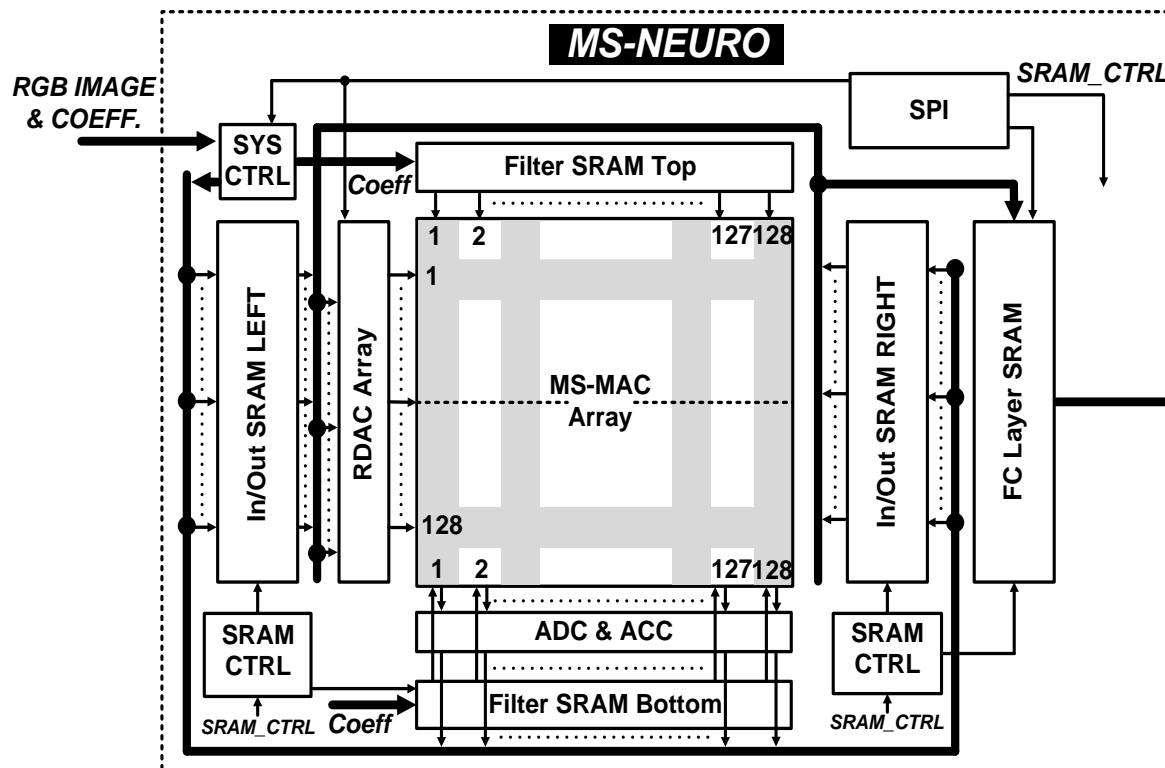 MS-NEURO
RGB IMAGE
& COEFF.
SRAM_CTRL
SPI
SYS
CTRL
Coeff
Filter SRAM Top
1 2 127 128
1
In/Out SRAM LEFT
RDAC Array
MS-MAC
Array
In/Out SRAM RIGHT
FC Layer SRAM
128
1 2 127 128
ADC & ACC
SRAM
CTRL
SRAM
CTRL
Filter SRAM Bottom
SRAM_CTRL
Coeff
SRAM_CTRL